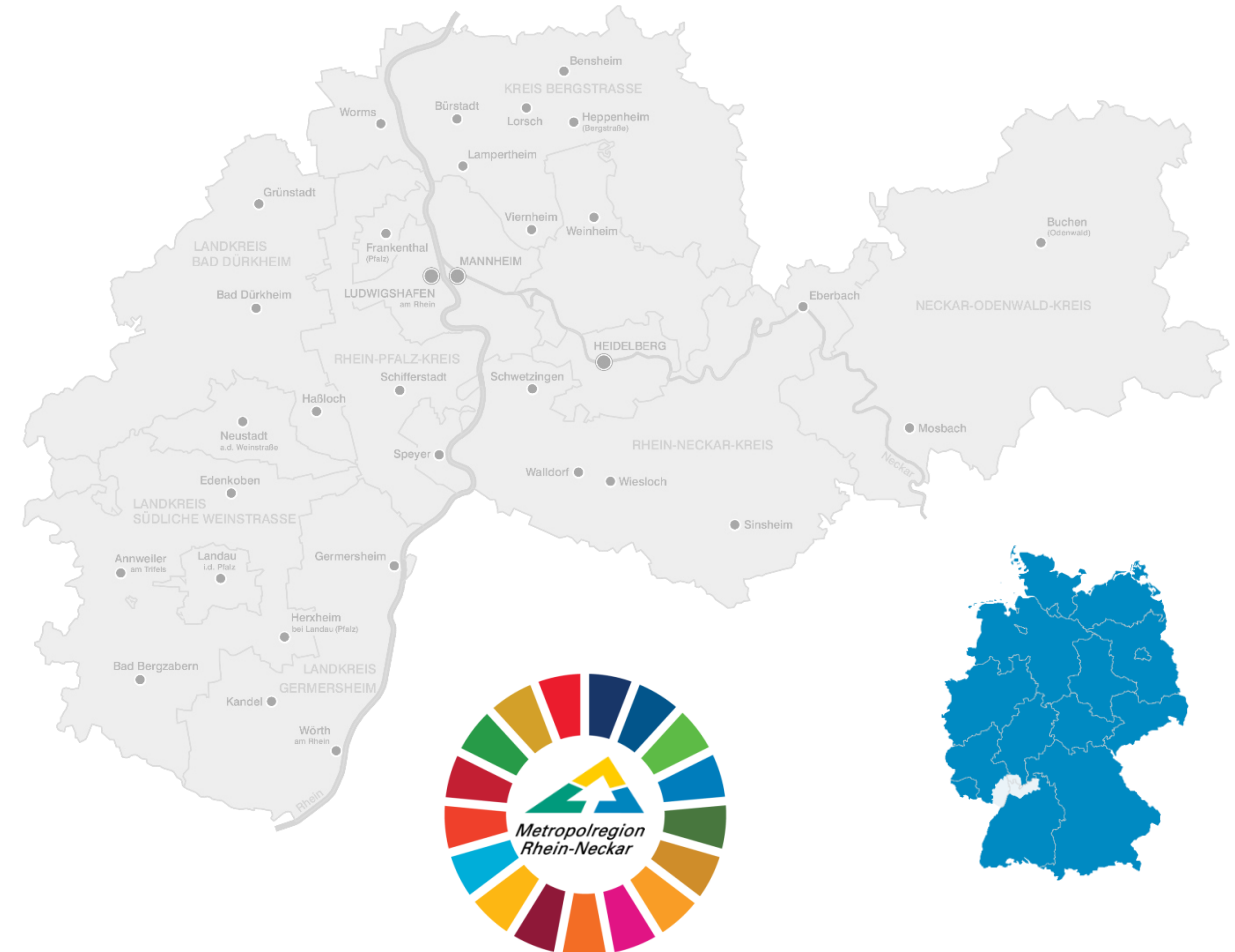 Bensheim
KREIS BERGSTRASSE
Worms
Bürstadt
Lorsch
Heppenheim
(Bergstraße)
Lampertheim
Grünstadt
Viernheim
Weinheim
Buchen
(Odenwald)
LANDKREIS
BAD DÜRKHEIM
Frankenthal
(Pfalz)
MANNHEIM
LUDWIGSHAFEN
am Rhein
Bad Dürkheim
Eberbach
NECKAR-ODENWALD-KREIS
HEIDELBERG
RHEIN-PFALZ-KREIS
Schifferstadt
Schwetzingen
Haßloch
Neustadt
a.d. Weinstraße
Mosbach
RHEIN-NECKAR-KREIS
Speyer
Neckar
Walldorf
Wiesloch
Edenkoben
LANDKREIS
SÜDLICHE WEINSTRASSE
Sinsheim
Annweiler
am Trifels
Landau
i.d. Pfalz
Germersheim
Herxheim
bei Landau (Pfalz)
Bad Bergzabern
LANDKREIS
GERMERSHEIM
Kandel
Wörth
am Rhein
Rhein
Metropolregion
Rhein-Neckar